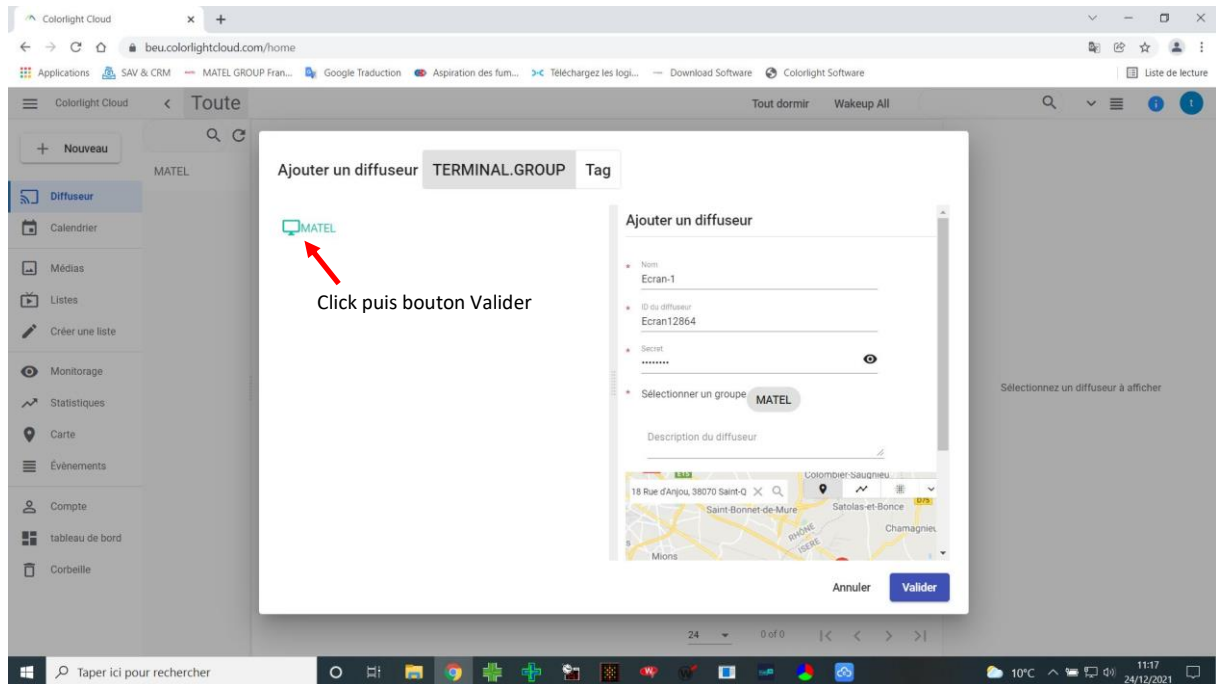 Colorlight Cloud
beu.colorlightcloud.com/home
Applications SAV & CRM MATEL GROUP Fran... Google Traduction Aspiration des fum... Téléchargez les logi... Download Software Colorlight Software Liste de lecture
Colorlight Cloud Toute Tout dormir Wakeup All
t
Nouveau
MATEL
Diffuseur
Calendrier
Médias
Listes
Créer une liste
Monitorage
Statistiques
Carte
Évènements
Compte
tableau de bord
Corbeille
Ajouter un diffuseur TERMINAL.GROUP Tag
MATEL
Click puis bouton Valider
Ajouter un diffuseur
* Nom
Ecran-1
* ID du diffuseur
Ecran12864
* Secret
........
* Sélectionner un groupe MATEL
Description du diffuseur
18 Rue d'Anjou, 38070 Saint-Q
E15
Colombier-Saugnieu
Saint-Bonnet-de-Mure
Satolas-et-Bonce
D75
Chamagnieu
RHÔNE
ISÈRE
Mions
Annuler Valider
Sélectionnez un diffuseur à afficher
24 0 of 0
Taper ici pour rechercher
10°C
11:17
24/12/2021